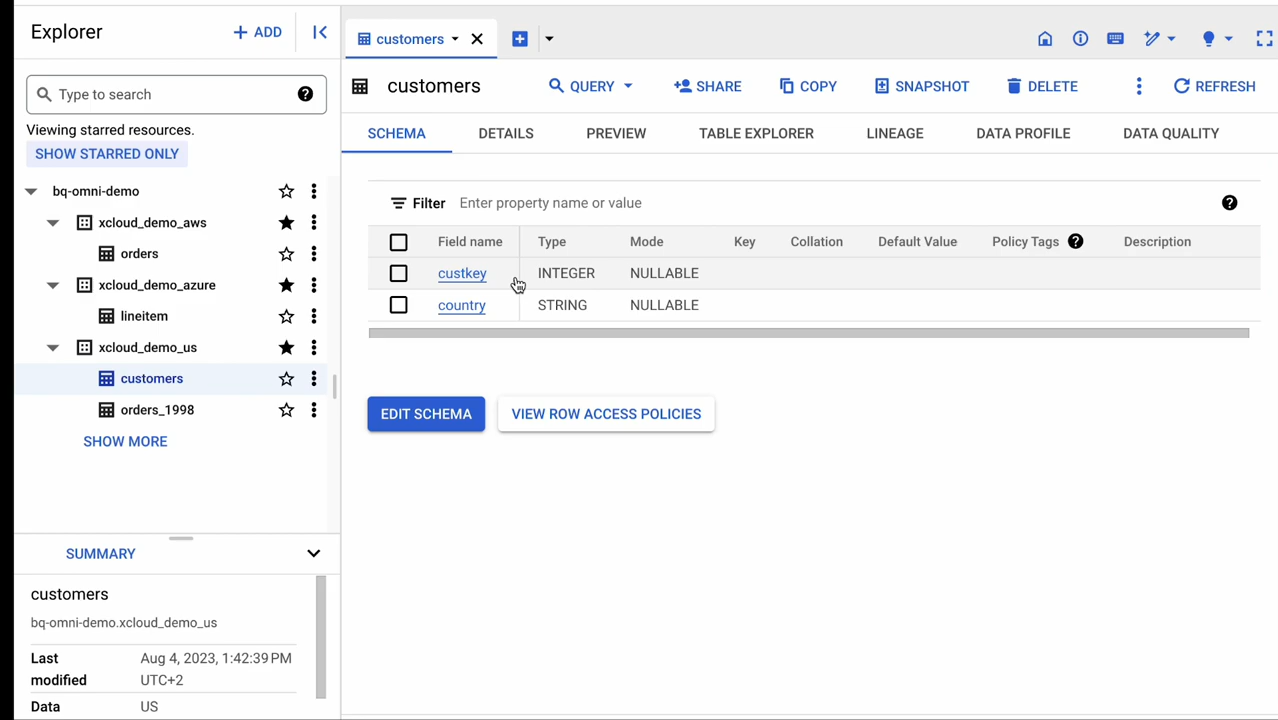 Explorer
+ ADD
Type to search
Viewing starred resources.
SHOW STARRED ONLY
bq-omni-demo
xcloud_demo_aws
orders
xcloud_demo_azure
lineitem
xcloud_demo_us
customers
orders_1998
SHOW MORE
SUMMARY
customers
bq-omni-demo.xcloud_demo_us
Last modified Aug 4, 2023, 1:42:39 PM UTC+2
Data US
customers
customers QUERY SHARE COPY SNAPSHOT DELETE REFRESH
SCHEMA DETAILS PREVIEW TABLE EXPLORER LINEAGE DATA PROFILE DATA QUALITY
Filter Enter property name or value
Field name Type Mode Key Collation Default Value Policy Tags Description
custkey INTEGER NULLABLE
country STRING NULLABLE
EDIT SCHEMA VIEW ROW ACCESS POLICIES